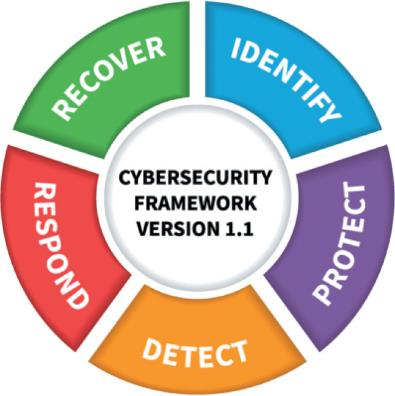 RECOVER
IDENTIFY
PROTECT
DETECT
RESPOND
CYBERSECURITY
FRAMEWORK
VERSION 1.1